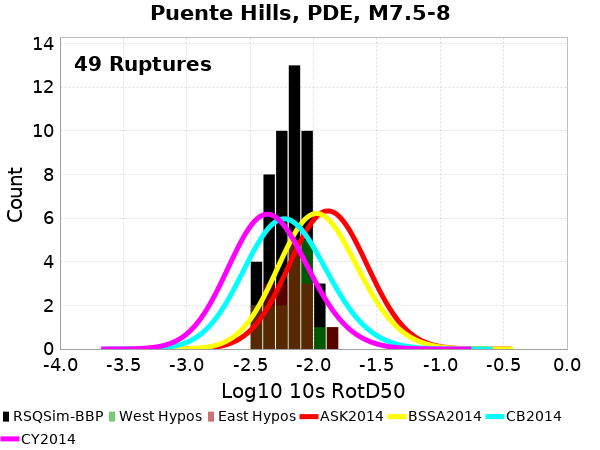 Puente Hills, PDE, M7.5-8
49 Ruptures
Count
14
12
10
8
6
4
2
0
-4.0 -3.5 -3.0 -2.5 -2.0 -1.5 -1.0 -0.5 0.0
Log10 10s RotD50
RSQSim-BBP West Hypos East Hypos ASK2014 BSSA2014 CB2014
CY2014